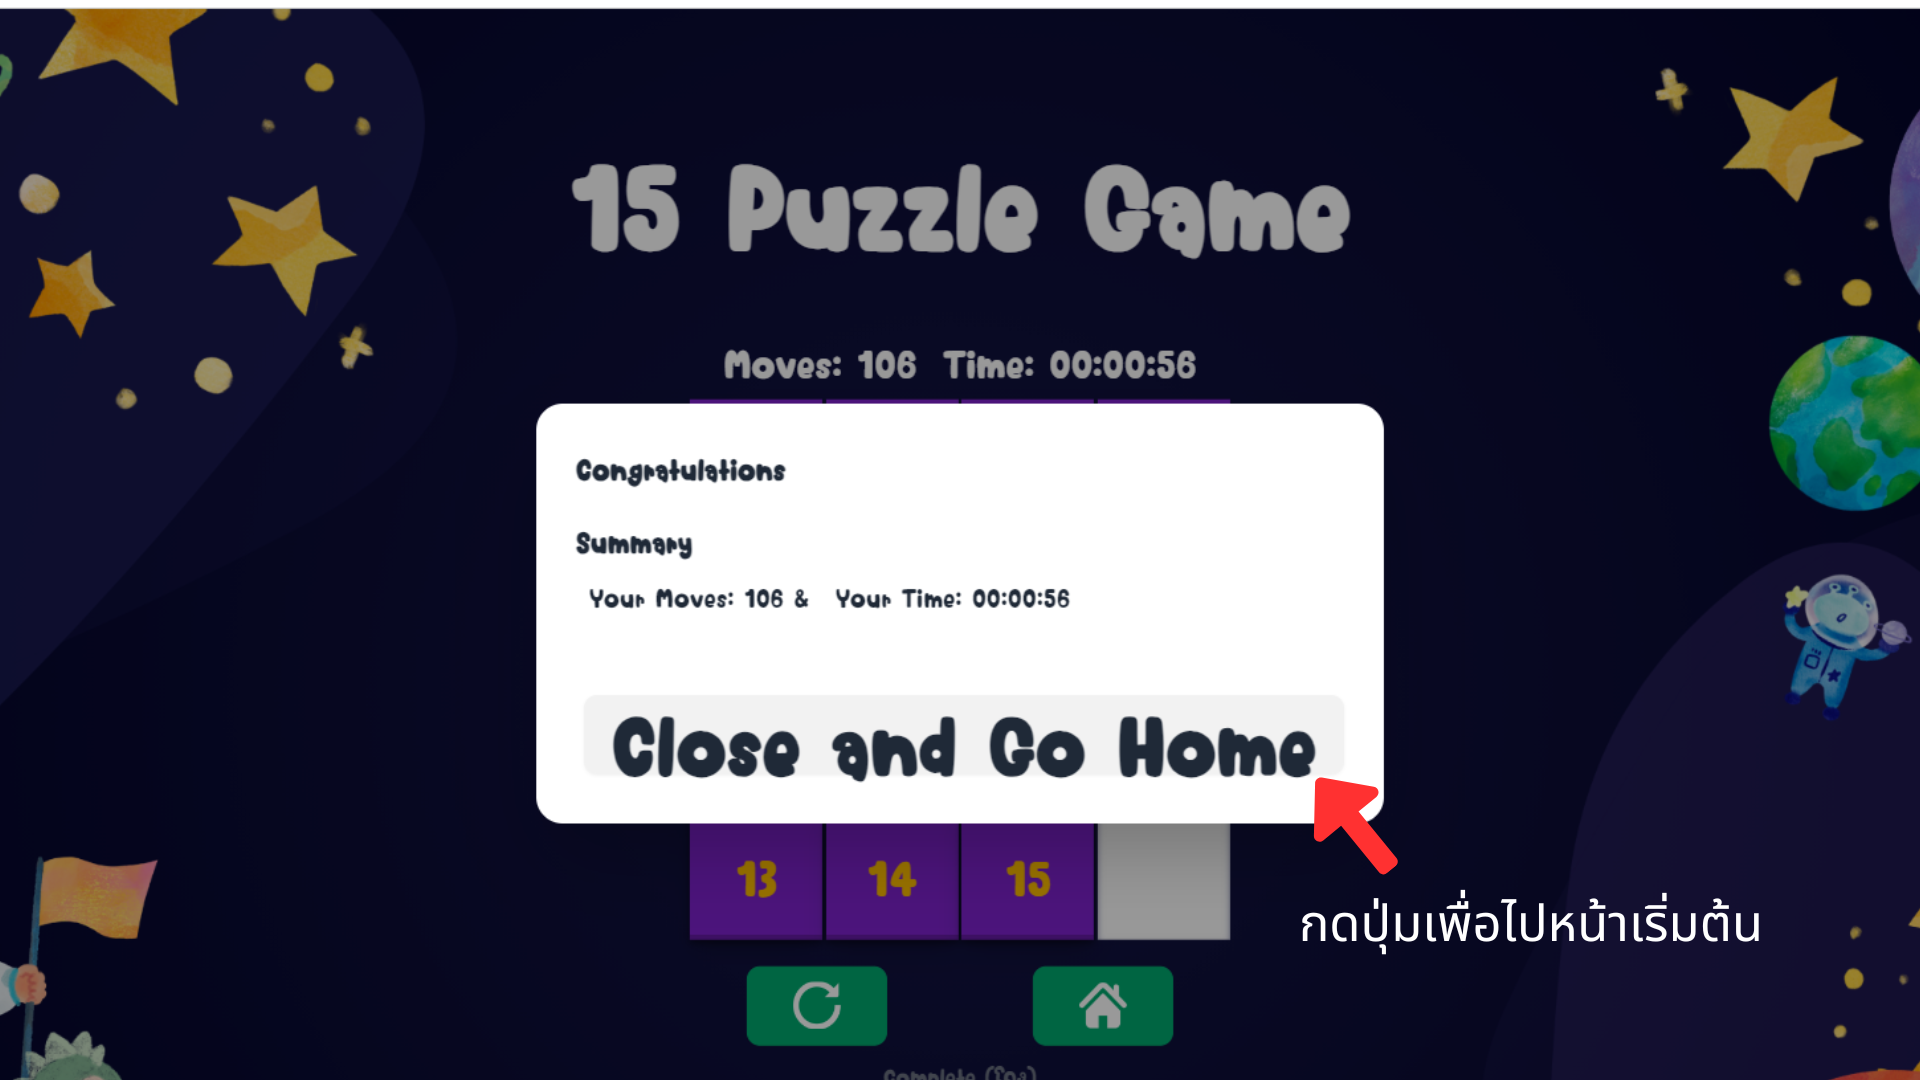 15 Puzzle Game
Moves: 106 Time: 00:00:56
Congratulations
Summary
Your Moves: 106 & Your Time: 00:00:56
Close and Go Home
13 14 15
กดปุ่มเพื่อไปหน้าเริ่มต้น
Complete